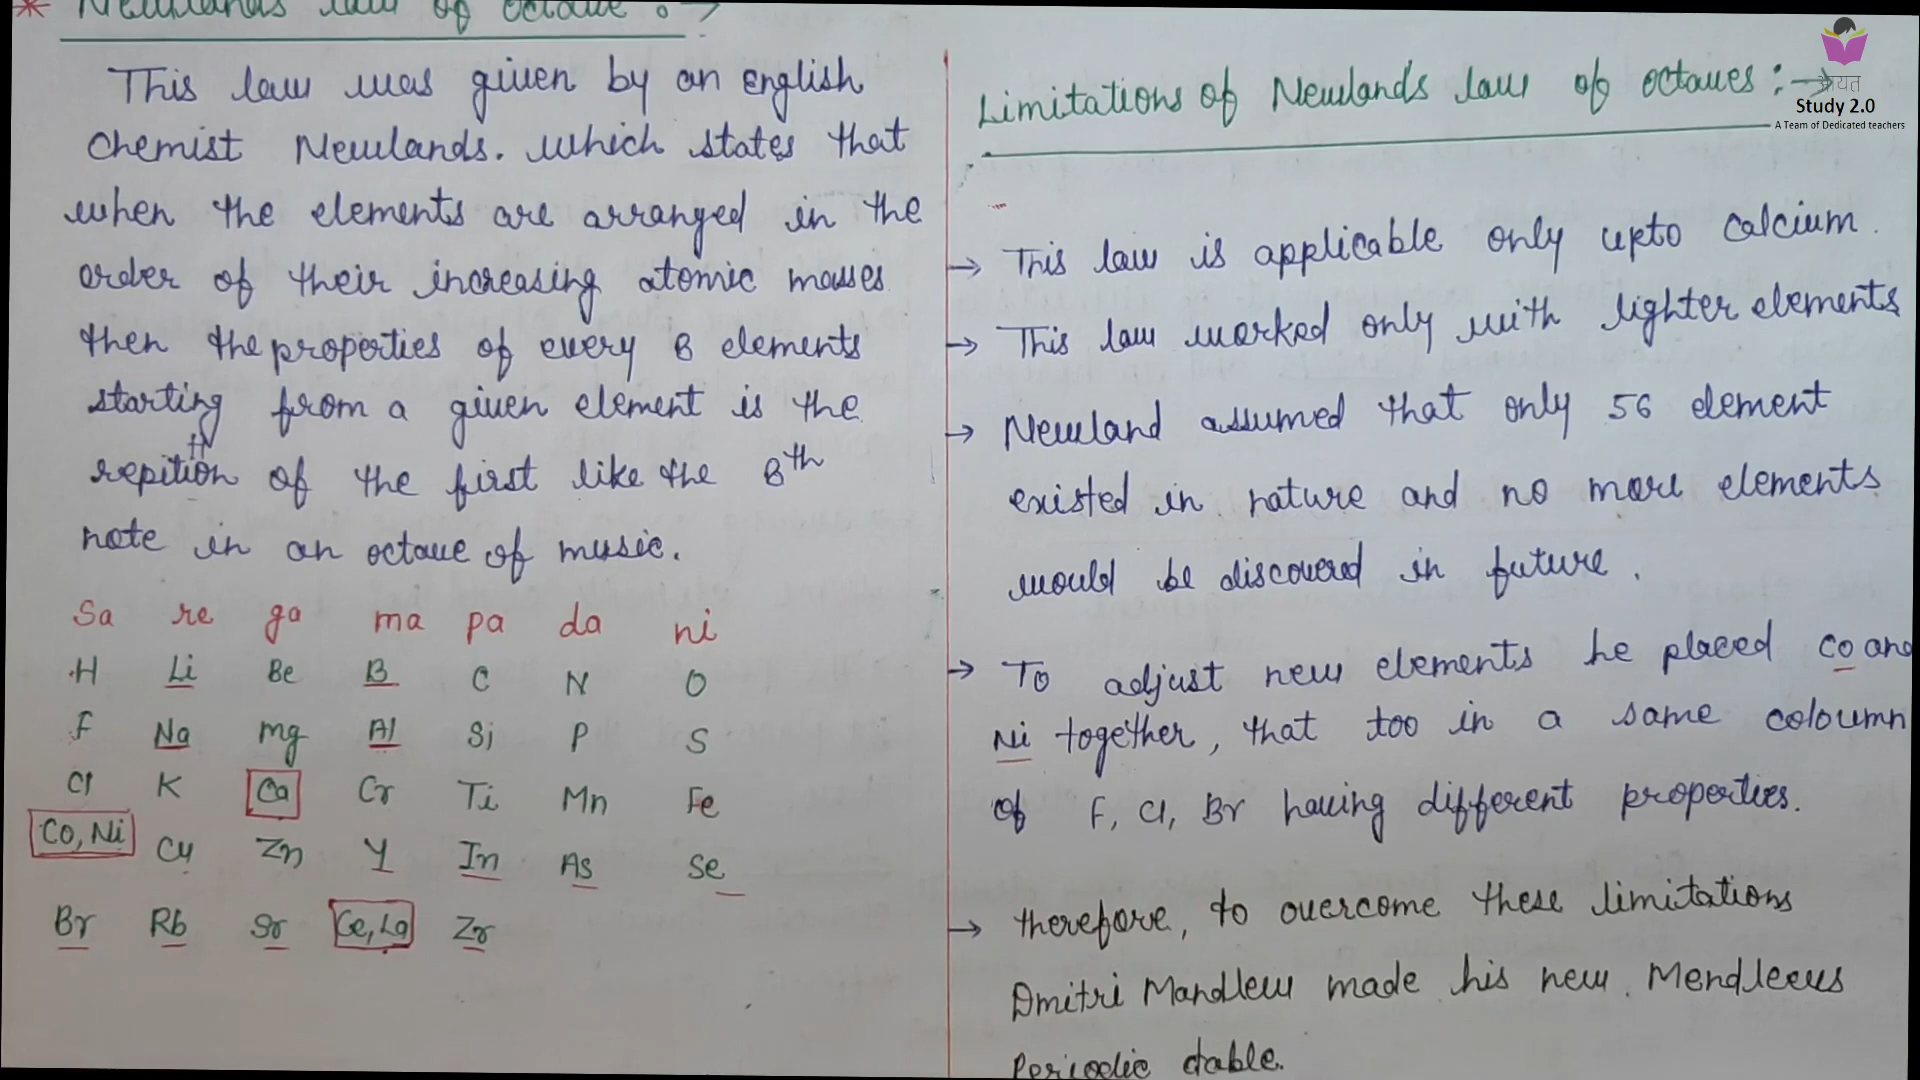 Newlands law of octave :→
This law was given by an english
chemist Newlands. which states that
when the elements are arranged in the
order of their increasing atomic masses
then the properties of every 8 elements
starting from a given element is the
repition of the first like the 8th
note in an octave of music.
Sa re ga ma pa da ni
H Li Be B C N O
F Na Mg Al Si P S
Cl K Ca Cr Ti Mn Fe
Co, Ni Cu Zn Y In As Se
Br Rb Sr Ce, La Zr
Limitations of Newlands law of octaves :→
→ This law is applicable only upto calcium.
→ This law worked only with lighter elements
→ Newland assumed that only 56 element
existed in nature and no more elements
would be discovered in future.
→ To adjust new elements he placed Co and
Ni together, that too in a same coloumn
of F, Cl, Br having different properties.
→ therefore, to overcome these limitations
Dmitri Mandlew made his new. Mendleevs
Periodic table.
आयत
Study 2.0
A Team of Dedicated teachers